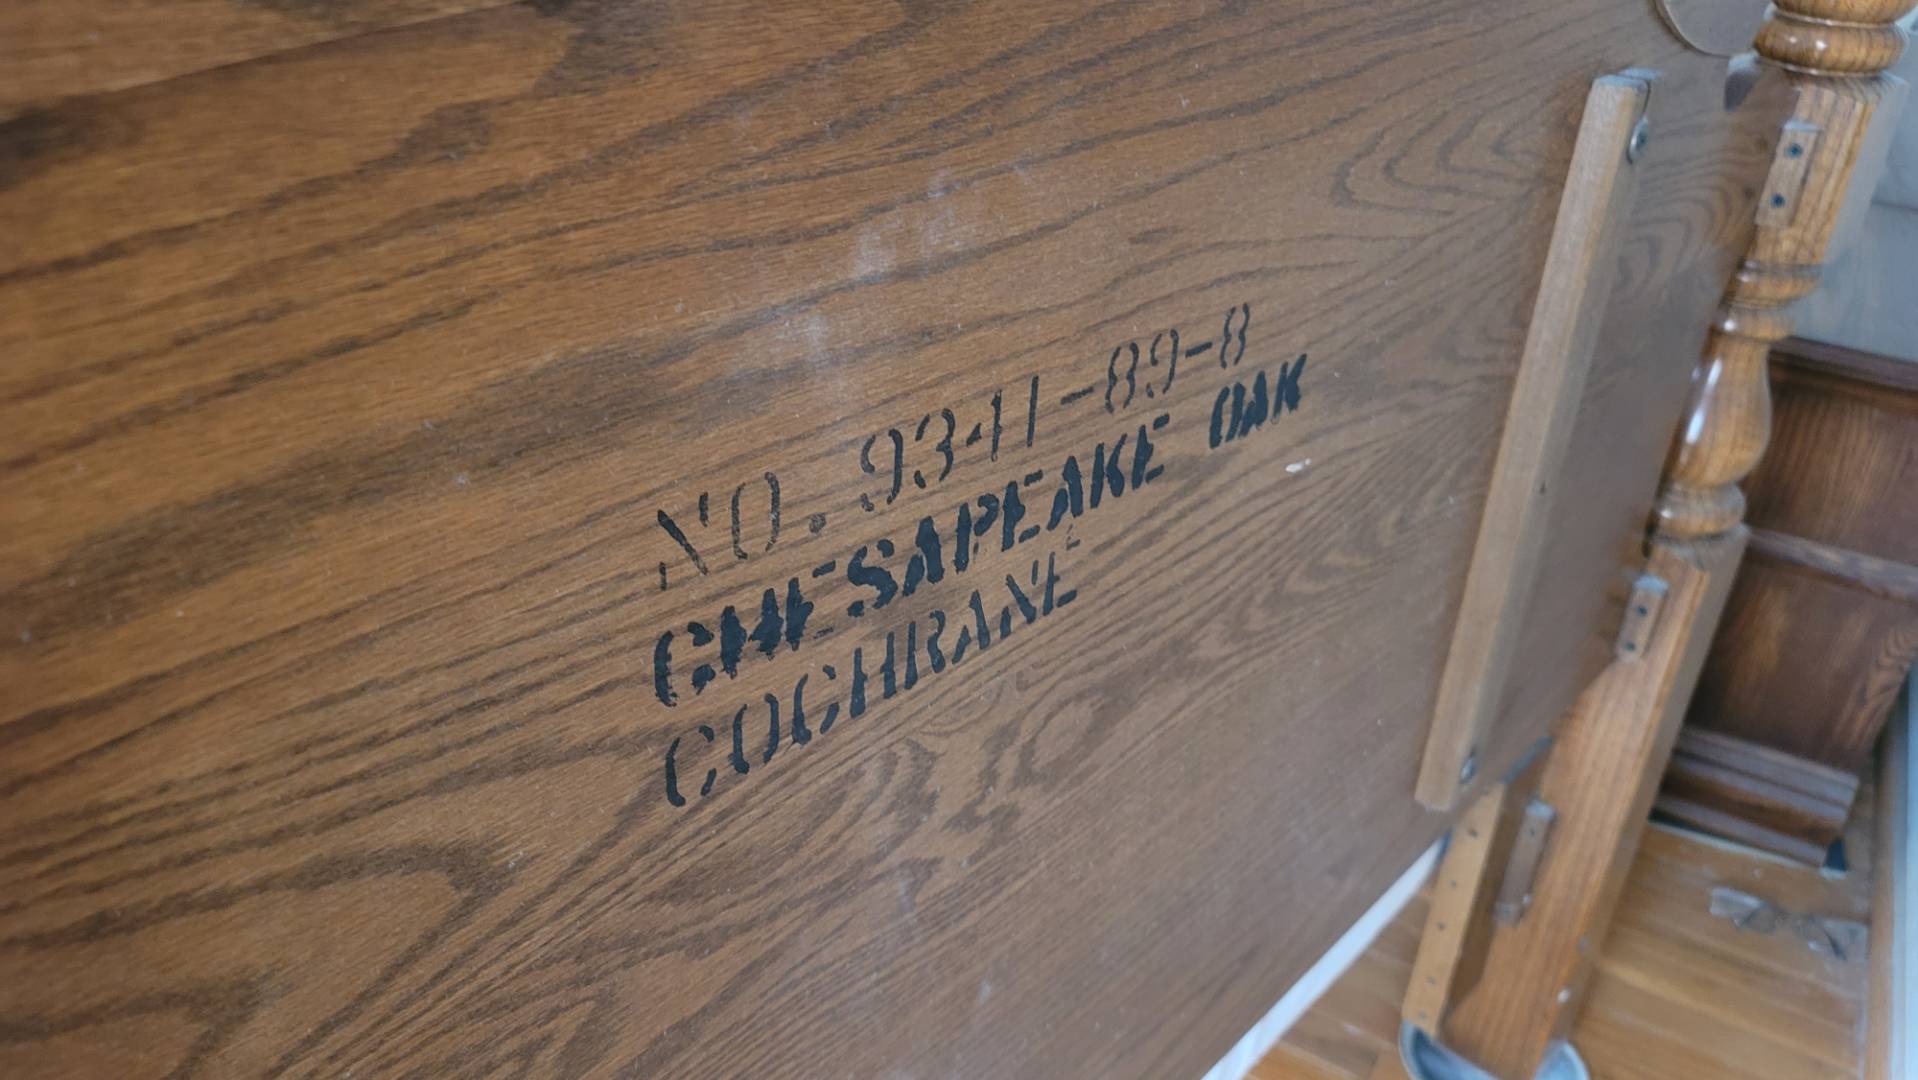 NO. 9341-89-8
CHESAPEAKE OAK
COCHRANE